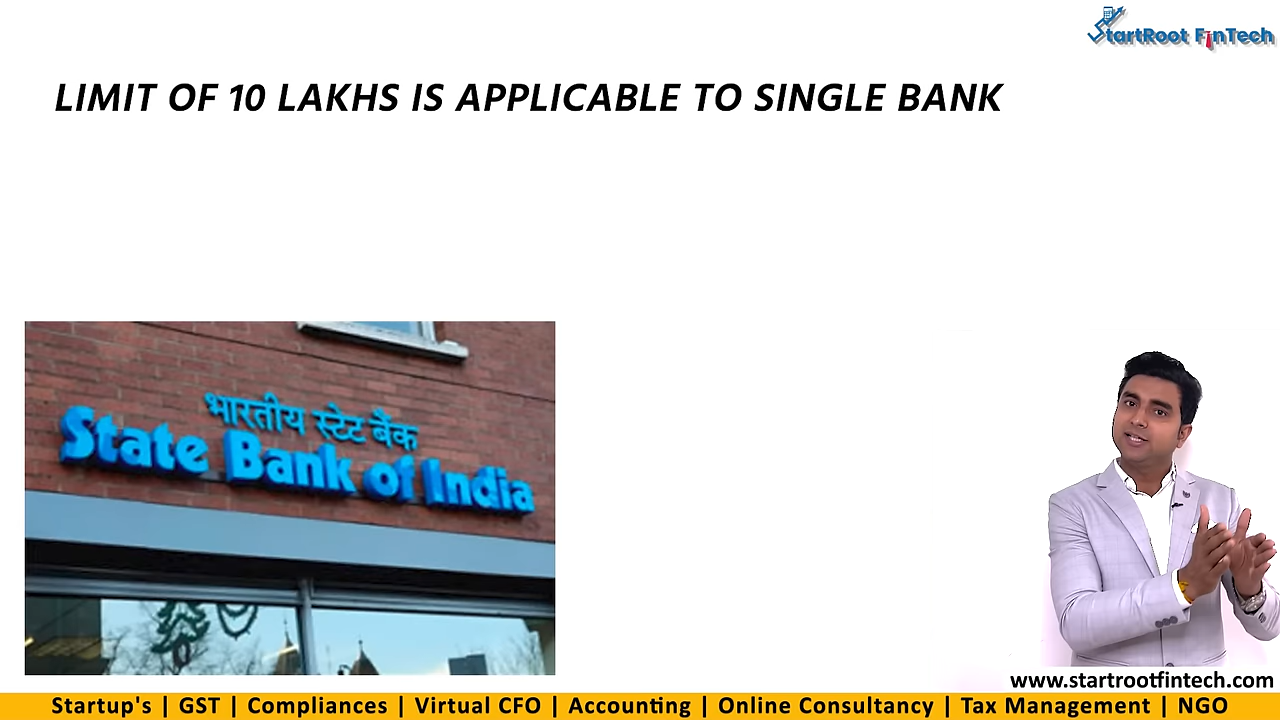 StartRoot FinTech
LIMIT OF 10 LAKHS IS APPLICABLE TO SINGLE BANK
भारतीय स्टेट बैंक
State Bank of India
www.startrootfintech.com
Startup's | GST | Compliances | Virtual CFO | Accounting | Online Consultancy | Tax Management | NGO